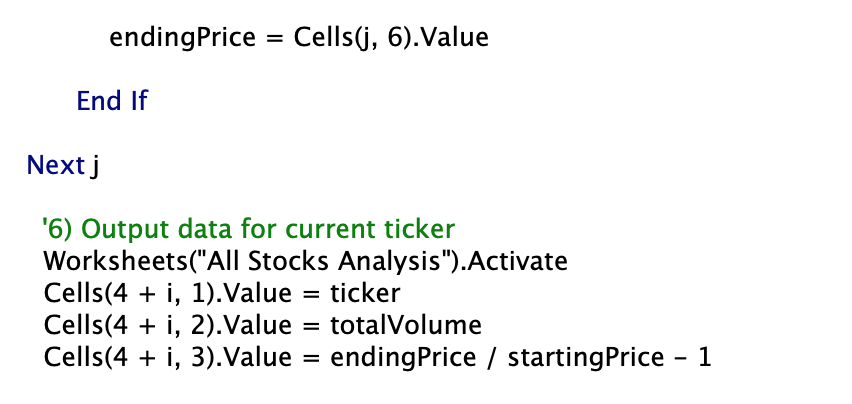 endingPrice = Cells(j, 6).Value
End If
Next j
'6) Output data for current ticker
Worksheets("All Stocks Analysis").Activate
Cells(4 + i, 1).Value = ticker
Cells(4 + i, 2).Value = totalVolume
Cells(4 + i, 3).Value = endingPrice / startingPrice - 1